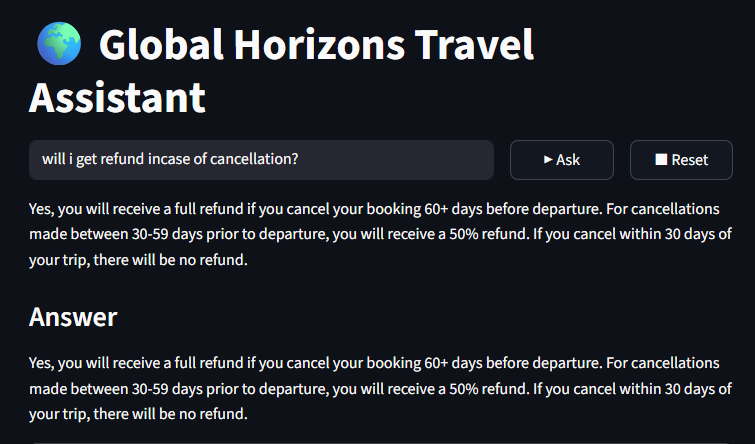 🌍 Global Horizons Travel
Assistant
will i get refund incase of cancellation?
▶ Ask
■ Reset
Yes, you will receive a full refund if you cancel your booking 60+ days before departure. For cancellations
made between 30-59 days prior to departure, you will receive a 50% refund. If you cancel within 30 days of
your trip, there will be no refund.
Answer
Yes, you will receive a full refund if you cancel your booking 60+ days before departure. For cancellations
made between 30-59 days prior to departure, you will receive a 50% refund. If you cancel within 30 days of
your trip, there will be no refund.